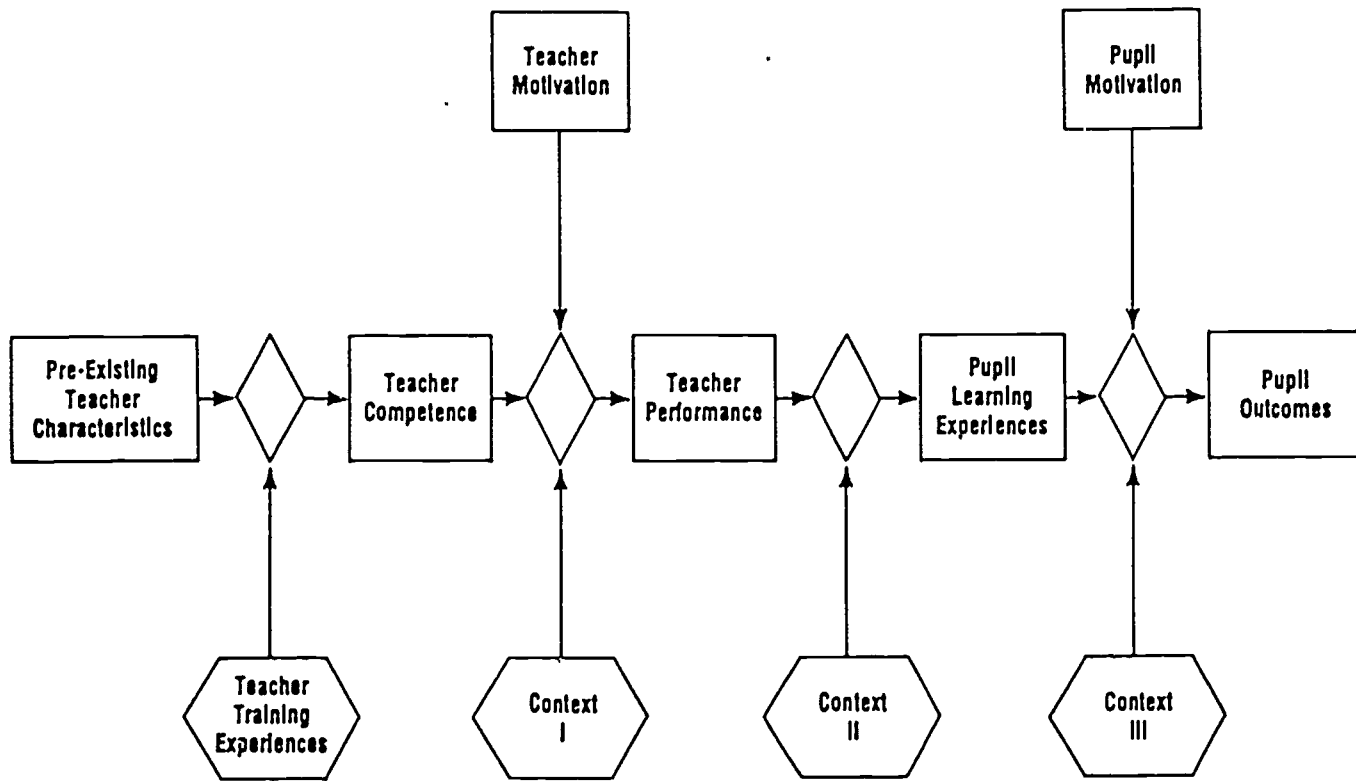 Teacher
Motivation
Pupil
Motivation
Pre-Existing
Teacher
Characteristics
Teacher
Competence
Teacher
Performance
Pupil
Learning
Experiences
Pupil
Outcomes
Teacher
Training
Experiences
Context
I
Context
II
Context
III